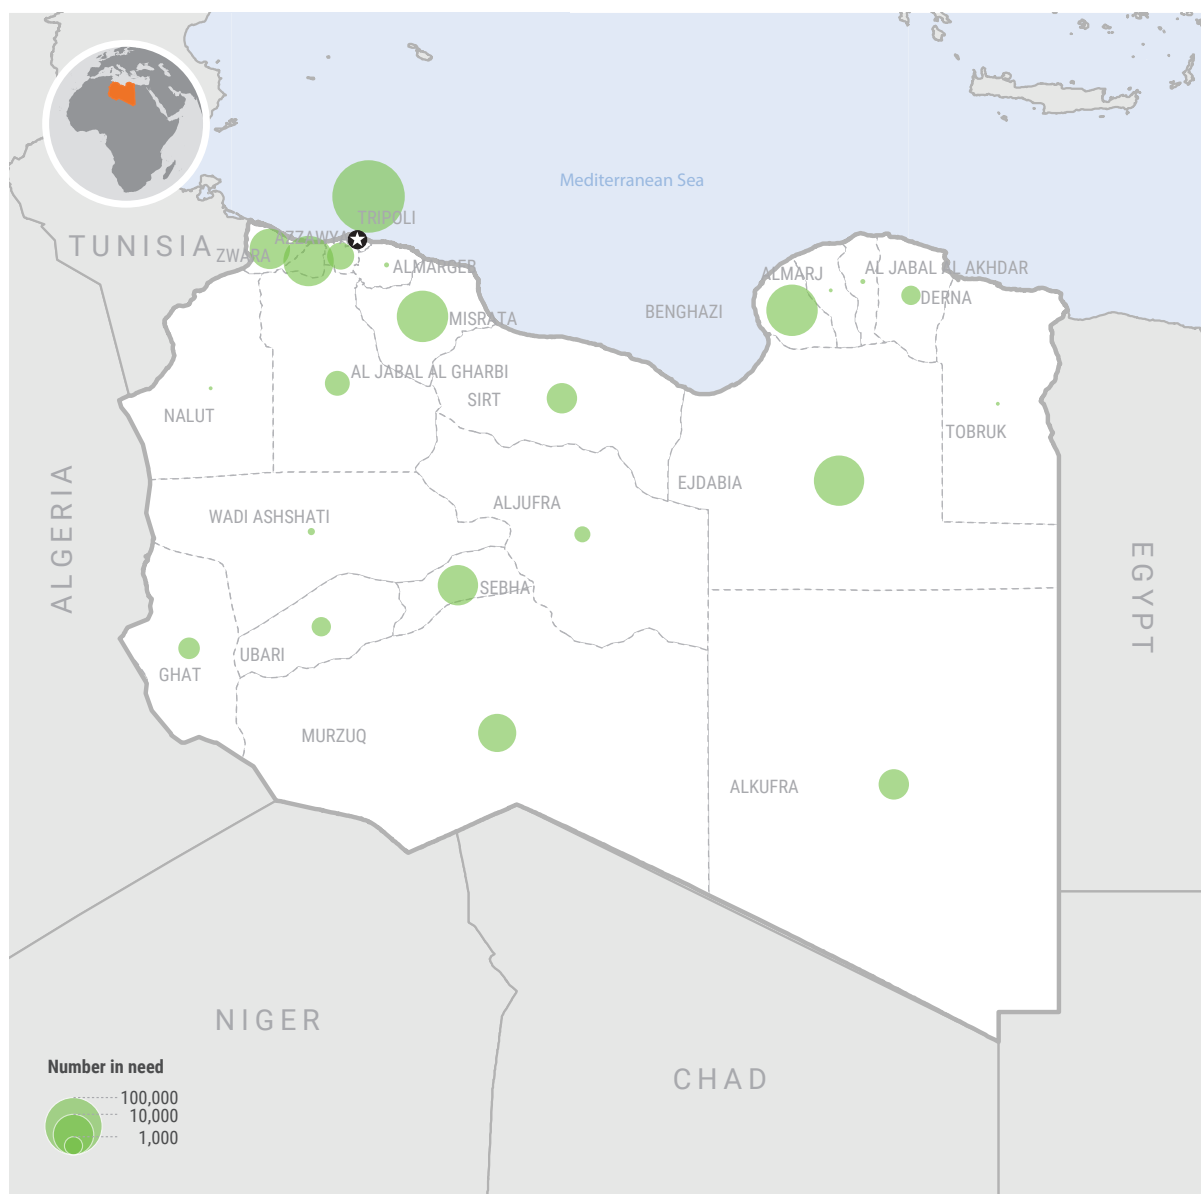 Mediterranean Sea
TRIPOLI
AZZAWYA
TUNISIA
ZWARA
ALMARGEB
ALMARJ
AL JABAL AL AKHDAR
DERNA
BENGHAZI
MISRATA
AL JABAL AL GHARBI
SIRT
NALUT
TOBRUK
EJDABIA
ALJUFRA
WADI ASHSHATI
ALGERIA
EGYPT
SEBHA
UBARI
GHAT
MURZUQ
ALKUFRA
NIGER
CHAD
Number in need
100,000
10,000
1,000